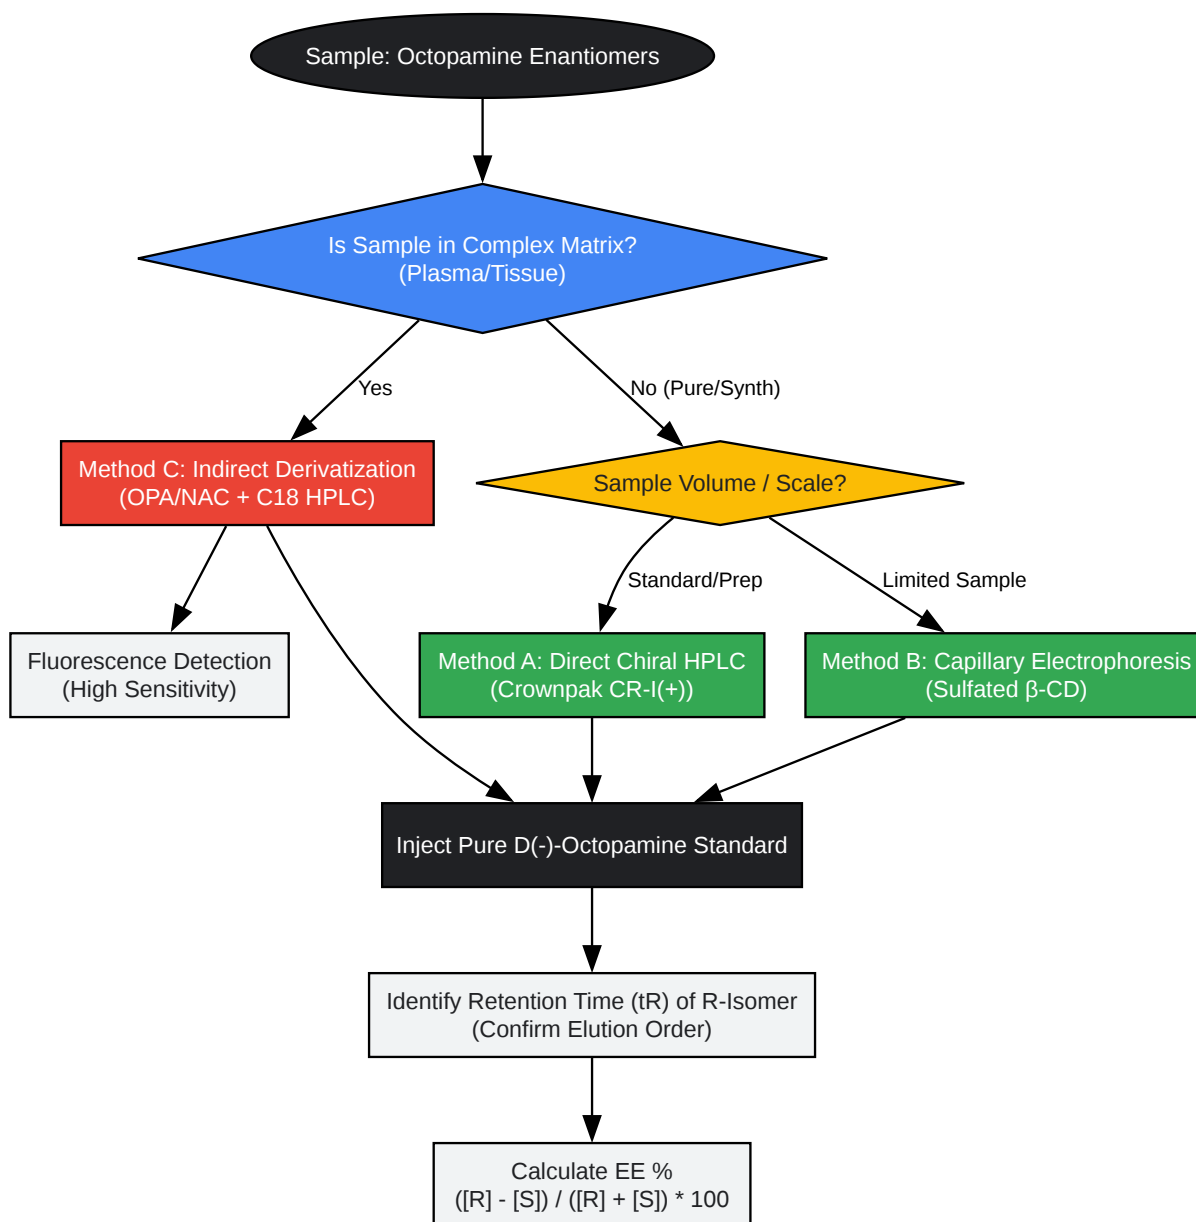 Sample: Octopamine Enantiomers
Is Sample in Complex Matrix?
(Plasma/Tissue)
Yes
No (Pure/Synth)
Method C: Indirect Derivatization
(OPA/NAC + C18 HPLC)
Sample Volume / Scale?
Standard/Prep
Limited Sample
Fluorescence Detection
(High Sensitivity)
Method A: Direct Chiral HPLC
(Crownpak CR-I(+))
Method B: Capillary Electrophoresis
(Sulfated β-CD)
Inject Pure D(-)-Octopamine Standard
Identify Retention Time (tR) of R-Isomer
(Confirm Elution Order)
Calculate EE %
([R] - [S]) / ([R] + [S]) * 100